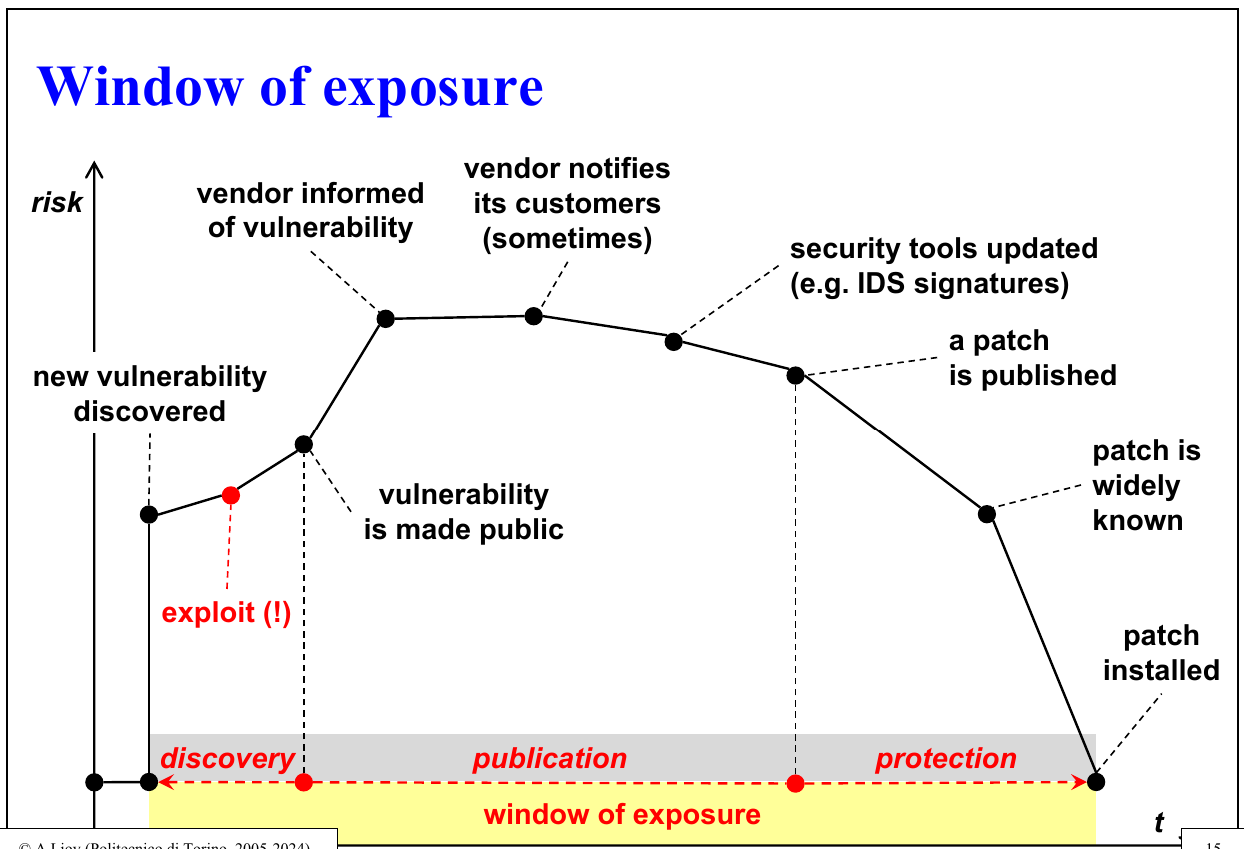 Window of exposure
risk
vendor informed
of vulnerability
vendor notifies
its customers
(sometimes)
security tools updated
(e.g. IDS signatures)
a patch
is published
new vulnerability
discovered
patch is
widely
known
vulnerability
is made public
exploit (!)
patch
installed
discovery
publication
protection
window of exposure
t
© A.Lioy (Politecnico di Torino, 2005-2024)
15